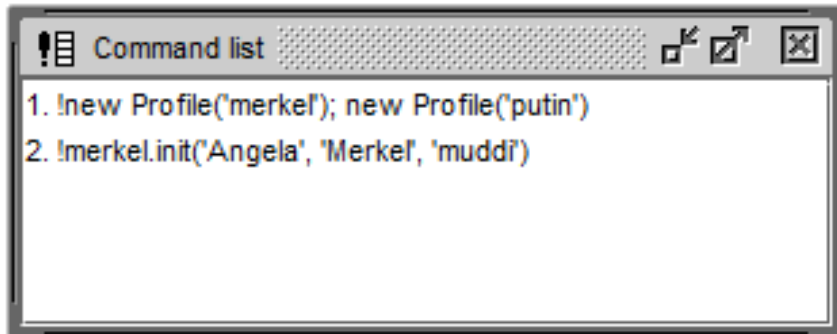 Command list
1. !new Profile('merkel'); new Profile('putin')
2. !merkel.init('Angela', 'Merkel', 'muddi')